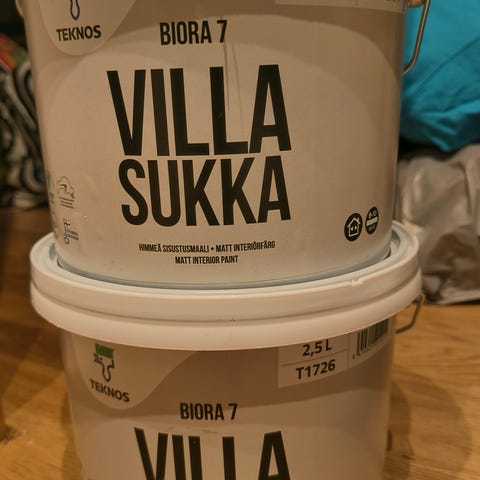 TEKNOS
BIORA 7
VILLA
SUKKA
HIMMEÄ SISUSTUSMAALI • MATT INTERIÖRFÄRG
MATT INTERIOR PAINT
2,5 L
T1726
TEKNOS
BIORA 7
VILLA